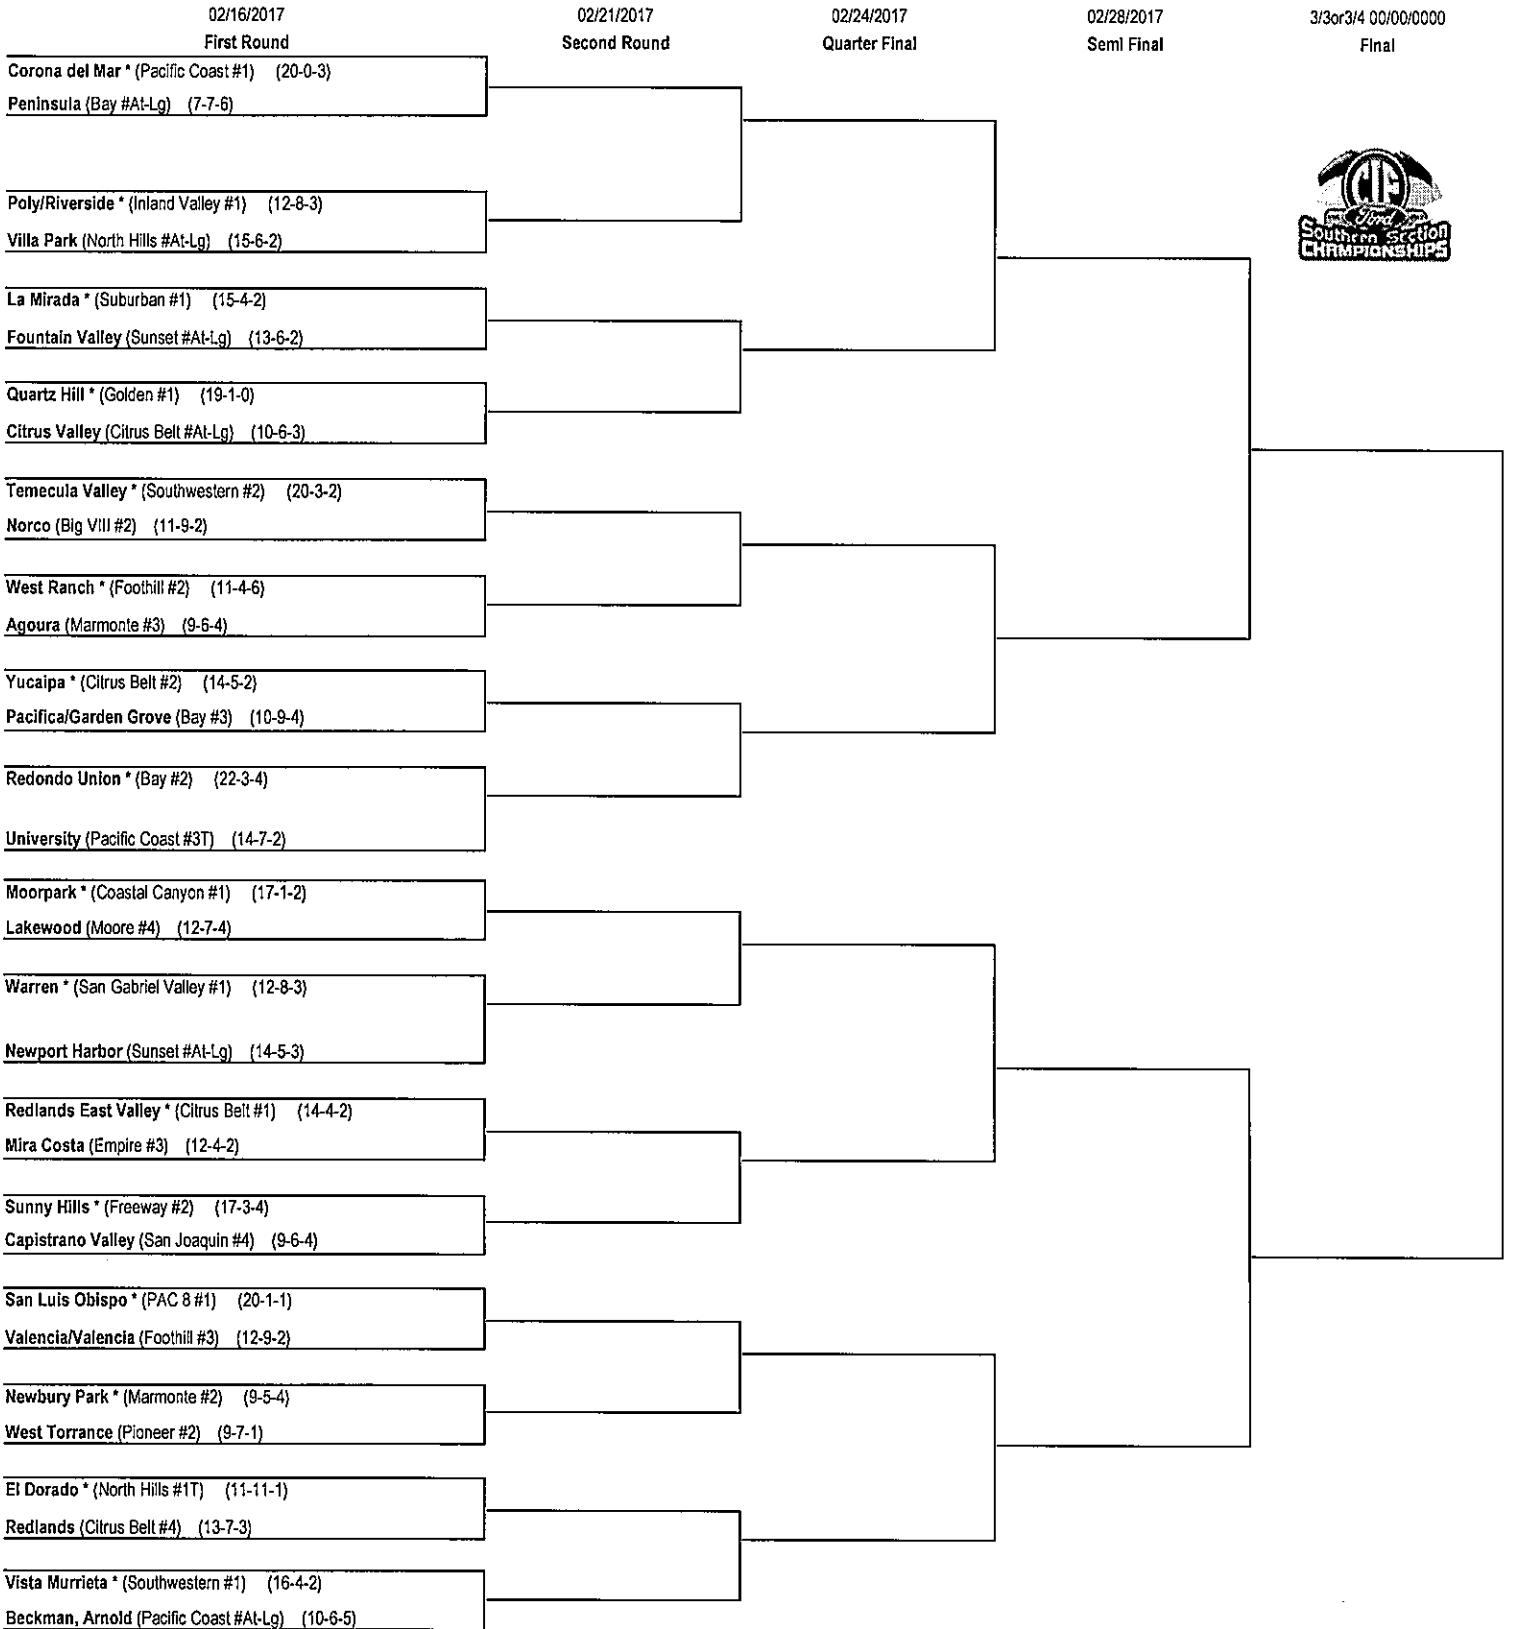 02/16/2017 02/21/2017 02/24/2017 02/28/2017 3/3or3/4 00/00/0000
First Round Second Round Quarter Final Semi Final Final
Corona del Mar * (Pacific Coast #1) (20-0-3)
Peninsula (Bay #At-Lg) (7-7-6)
Poly/Riverside * (Inland Valley #1) (12-8-3)
Villa Park (North Hills #At-Lg) (15-6-2)
CIF
Ford
Southern Section
CHAMPIONSHIPS
La Mirada * (Suburban #1) (15-4-2)
Fountain Valley (Sunset #At-Lg) (13-6-2)
Quartz Hill * (Golden #1) (19-1-0)
Citrus Valley (Citrus Belt #At-Lg) (10-6-3)
Temecula Valley * (Southwestern #2) (20-3-2)
Norco (Big VIII #2) (11-9-2)
West Ranch * (Foothill #2) (11-4-6)
Agoura (Marmonte #3) (9-6-4)
Yucaipa * (Citrus Belt #2) (14-5-2)
Pacifica/Garden Grove (Bay #3) (10-9-4)
Redondo Union * (Bay #2) (22-3-4)
University (Pacific Coast #3T) (14-7-2)
Moorpark * (Coastal Canyon #1) (17-1-2)
Lakewood (Moore #4) (12-7-4)
Warren * (San Gabriel Valley #1) (12-8-3)
Newport Harbor (Sunset #At-Lg) (14-5-3)
Redlands East Valley * (Citrus Belt #1) (14-4-2)
Mira Costa (Empire #3) (12-4-2)
Sunny Hills * (Freeway #2) (17-3-4)
Capistrano Valley (San Joaquin #4) (9-6-4)
San Luis Obispo * (PAC 8 #1) (20-1-1)
Valencia/Valencia (Foothill #3) (12-9-2)
Newbury Park * (Marmonte #2) (9-5-4)
West Torrance (Pioneer #2) (9-7-1)
El Dorado * (North Hills #1T) (11-11-1)
Redlands (Citrus Belt #4) (13-7-3)
Vista Murrieta * (Southwestern #1) (16-4-2)
Beckman, Arnold (Pacific Coast #At-Lg) (10-6-5)